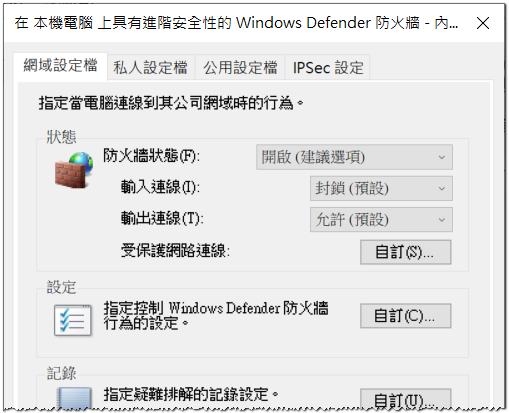 在 本機電腦 上具有進階安全性的 Windows Defender 防火牆 - 內...
網域設定檔 私人設定檔 公用設定檔 IPSec 設定
指定當電腦連線到其公司網域時的行為。
狀態
防火牆狀態(F): 開啟 (建議選項)
輸入連線(I): 封鎖 (預設)
輸出連線(T): 允許 (預設)
受保護網路連線: 自訂(S)...
設定
指定控制 Windows Defender 防火牆
行為的設定。
自訂(C)...
記錄
指定疑難排解的記錄設定。
自訂(U)...